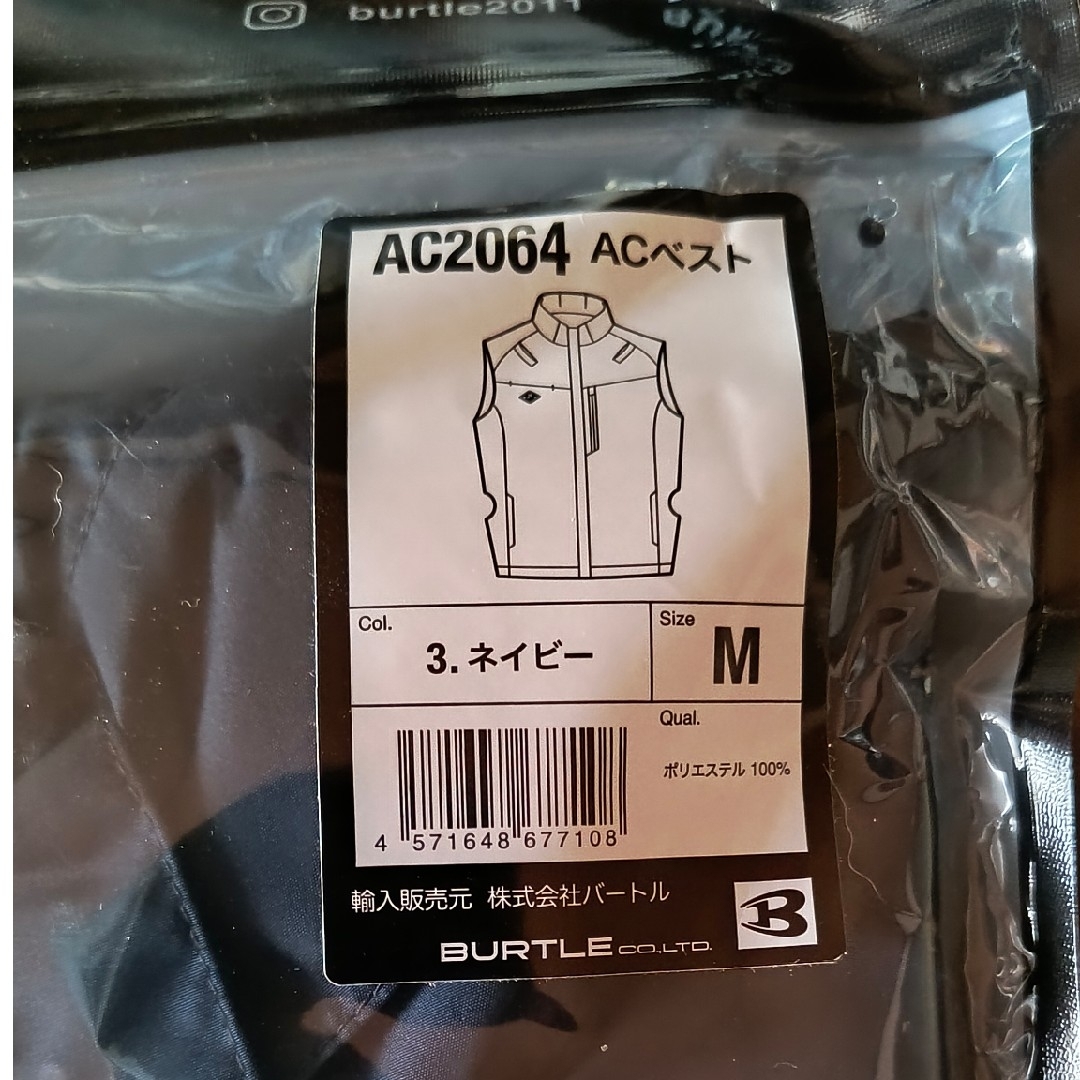 burtle2011
AC2064 ACベスト
Col.
3. ネイビー
Size
M
Qual.
ポリエステル 100%
4 571648 677108
輸入販売元 株式会社バートル
BURTLE CO.,LTD.